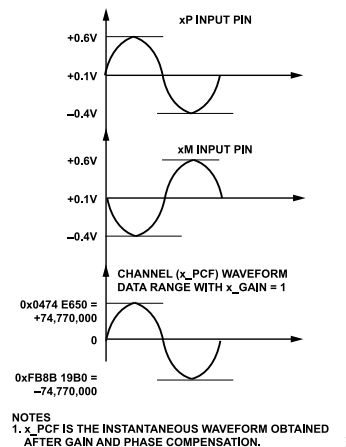 xP INPUT PIN
+0.6V
+0.1V
–0.4V
xM INPUT PIN
+0.6V
+0.1V
–0.4V
CHANNEL (x_PCF) WAVEFORM
DATA RANGE WITH x_GAIN = 1
0x0474 E650 =
+74,770,000
0
0xFB8B 19B0 =
–74,770,000
NOTES
1. x_PCF IS THE INSTANTANEOUS WAVEFORM OBTAINED
AFTER GAIN AND PHASE COMPENSATION.